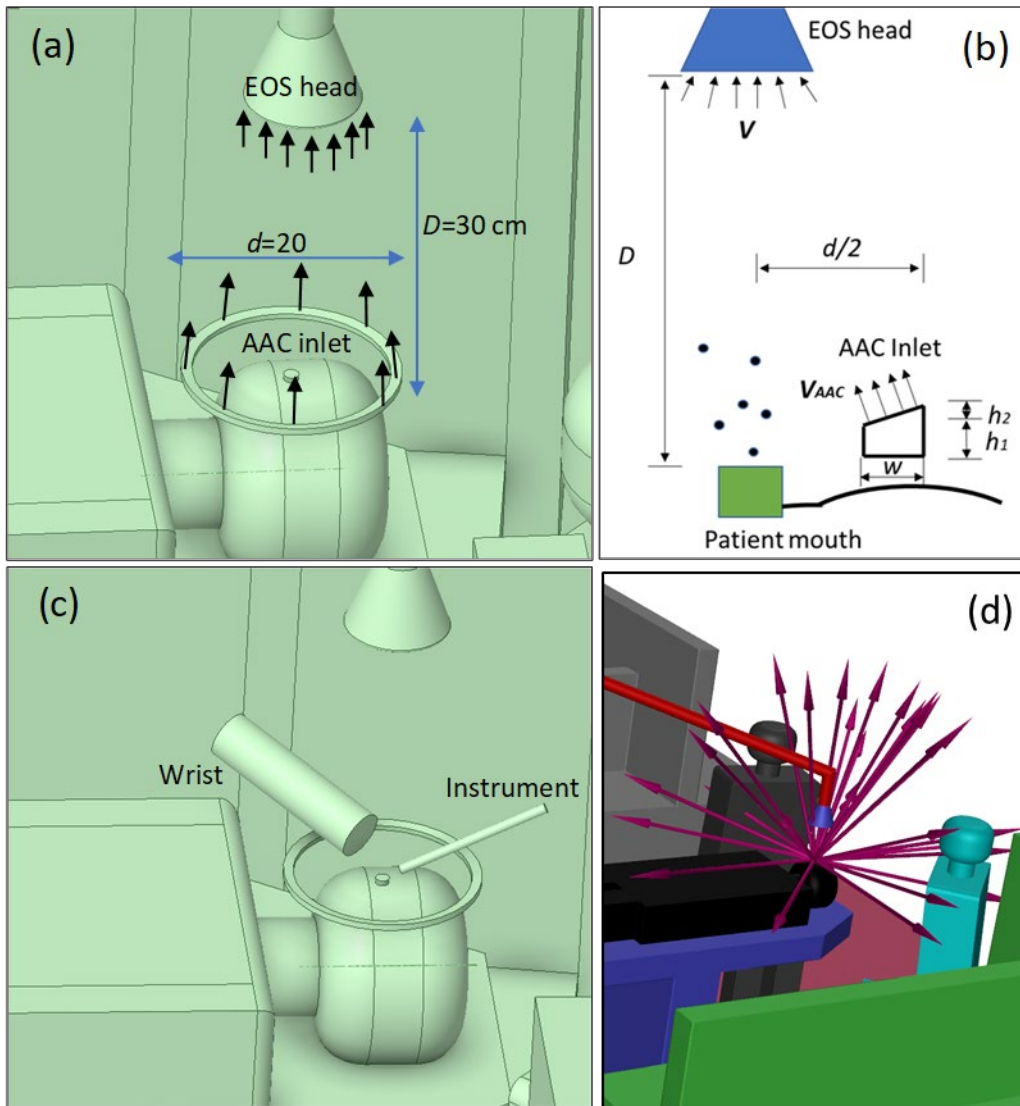 (a)
EOS head
D=30 cm
d=20
AAC inlet
(b)
EOS head
V
D
d/2
AAC Inlet
VAAC
h2
h1
w
Patient mouth
(c)
Wrist
Instrument
(d)